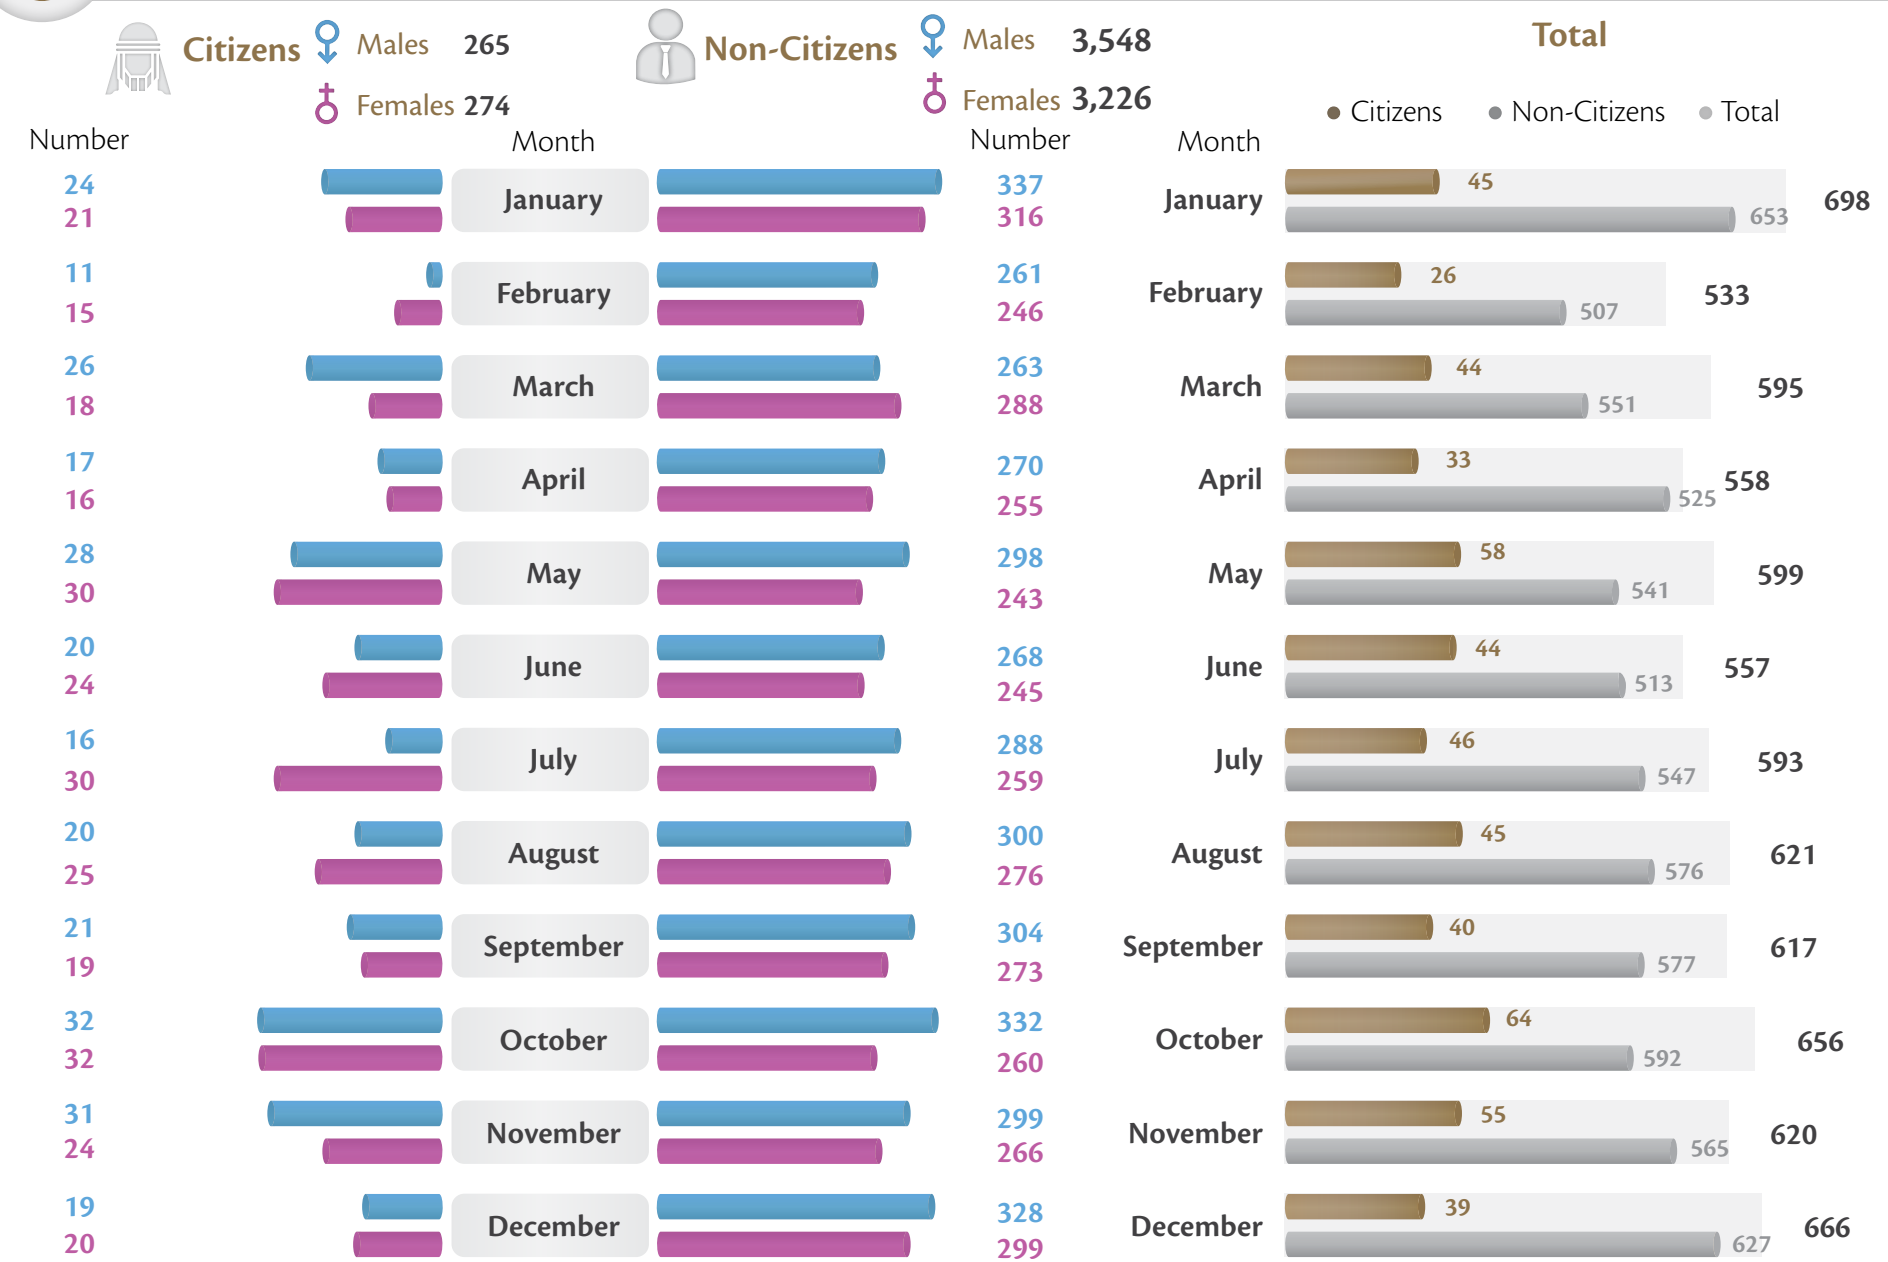 Citizens Males 265
Females 274
Non-Citizens Males 3,548
Females 3,226
Total
Citizens Non-Citizens Total
Number Month Number Month
24 January 337 January 45 698
21 316 653
11 February 261 February 26 533
15 246 507
26 March 263 March 44 595
18 288 551
17 April 270 April 33 558
16 255 525
28 May 298 May 58 599
30 243 541
20 June 268 June 44 557
24 245 513
16 July 288 July 46 593
30 259 547
20 August 300 August 45 621
25 276 576
21 September 304 September 40 617
19 273 577
32 October 332 October 64 656
32 260 592
31 November 299 November 55 620
24 266 565
19 December 328 December 39 666
20 299 627